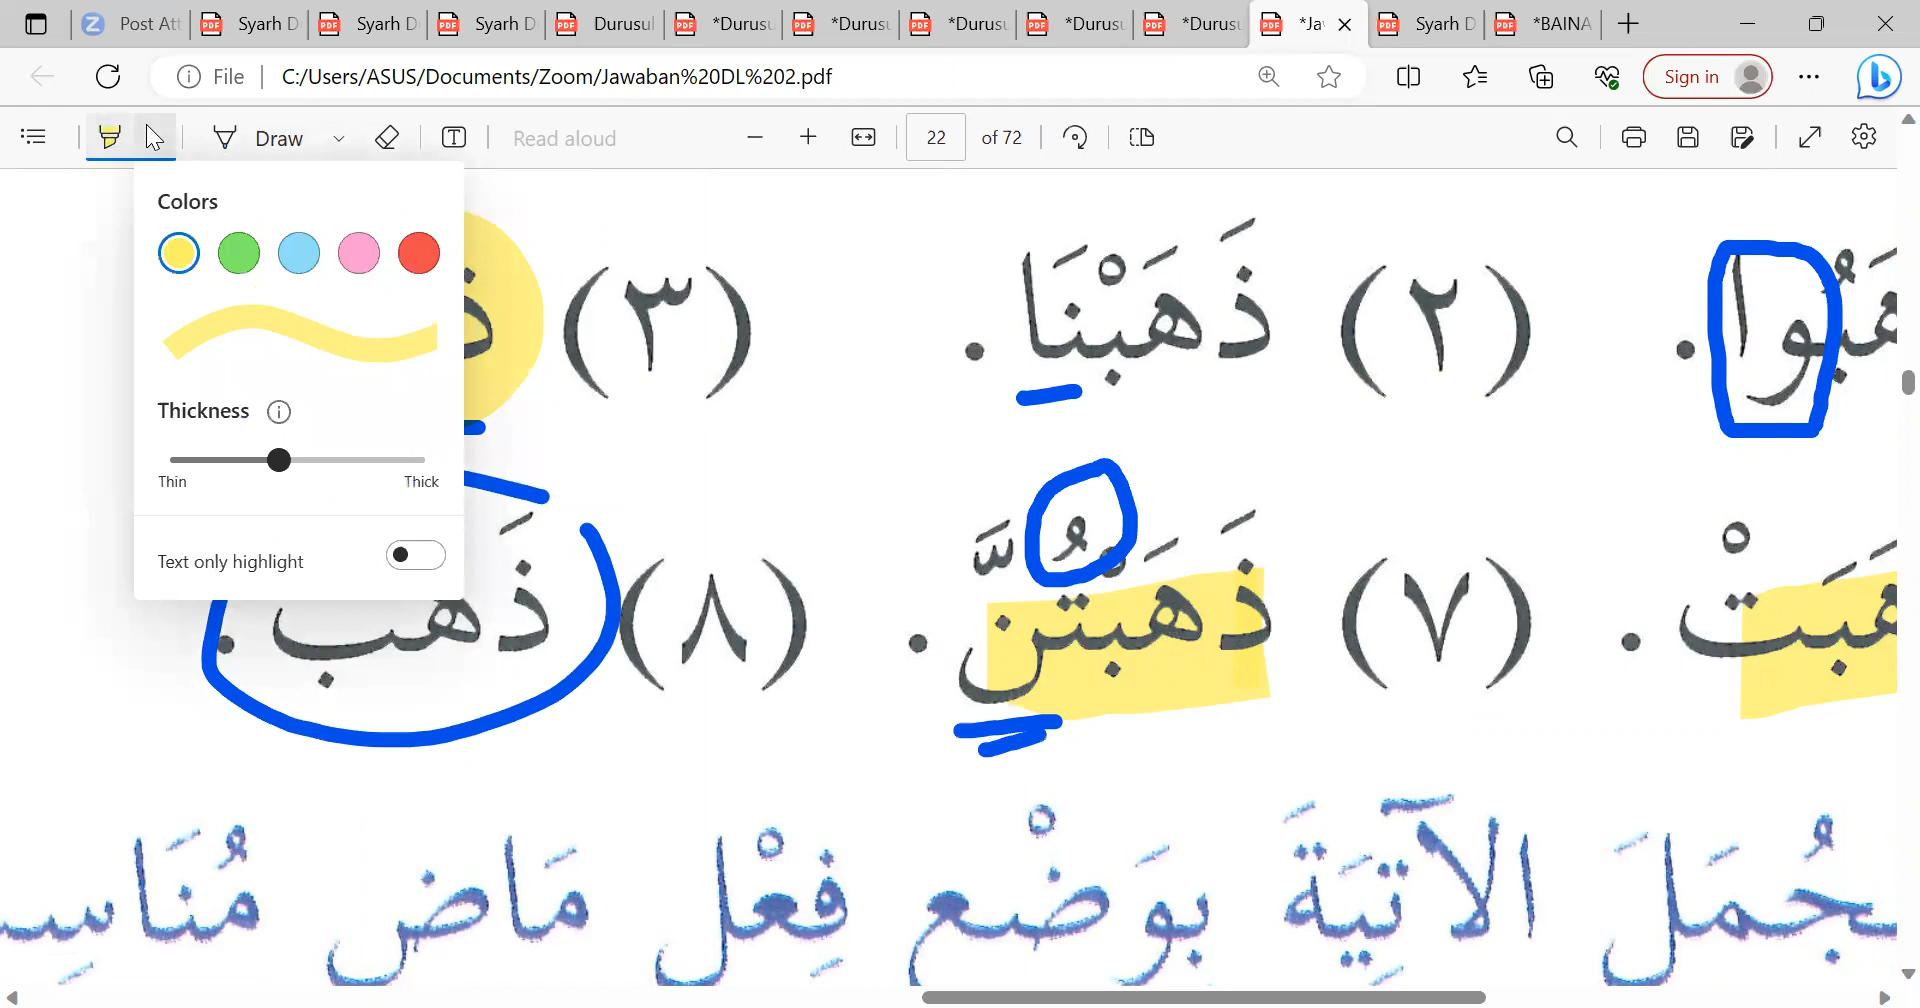 Post Att
Syarh D
Syarh D
Syarh D
Durusul
*Durusu
*Durusu
*Durusu
*Durusu
*Durusu
*Ja
Syarh D
*BAINA
File
C:/Users/ASUS/Documents/Zoom/Jawaban%20DL%202.pdf
Sign in
Draw
Read aloud
22
of 72
Colors
Thickness
Thin
Thick
Text only highlight
(٢) ذَهَبْنَا .
(٣)
(٧) ذَهَبْتُنَّ .
(٨) ذَهَب .
الآتِيَةَ بِوَضْعِ فِعْلٍ مَاضٍ